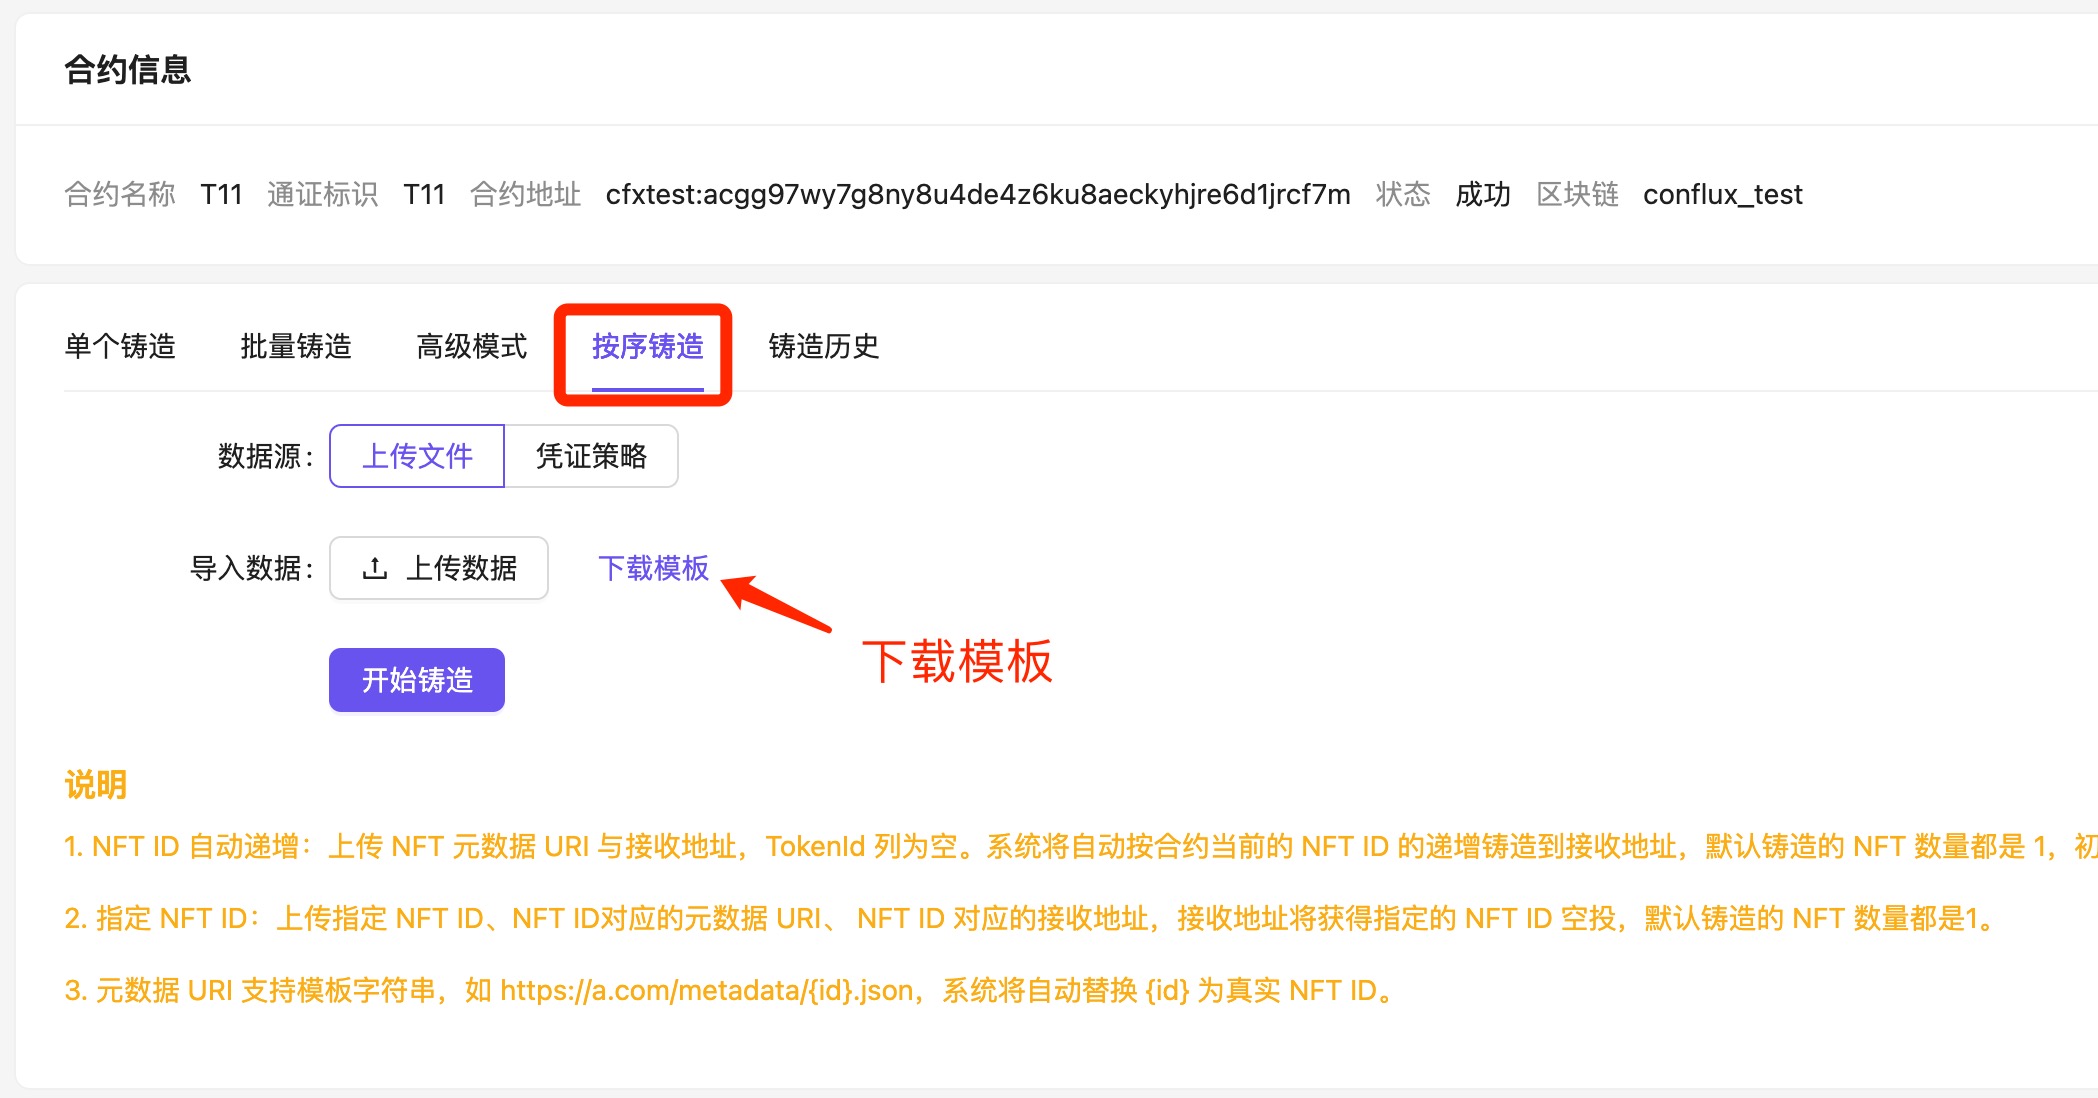 合约信息
合约名称 T11 通证标识 T11 合约地址 cfxtest:acgg97wy7g8ny8u4de4z6ku8aeckyhjre6d1jrcf7m 状态 成功 区块链 conflux_test
单个铸造 批量铸造 高级模式 按序铸造 铸造历史
数据源： 上传文件 凭证策略
导入数据： 上传数据 下载模板
下载模板
开始铸造
说明
1. NFT ID 自动递增：上传 NFT 元数据 URI 与接收地址，TokenId 列为空。系统将自动按合约当前的 NFT ID 的递增铸造到接收地址，默认铸造的 NFT 数量都是 1，初
2. 指定 NFT ID：上传指定 NFT ID、NFT ID对应的元数据 URI、 NFT ID 对应的接收地址，接收地址将获得指定的 NFT ID 空投，默认铸造的 NFT 数量都是1。
3. 元数据 URI 支持模板字符串，如 https://a.com/metadata/{id}.json，系统将自动替换 {id} 为真实 NFT ID。